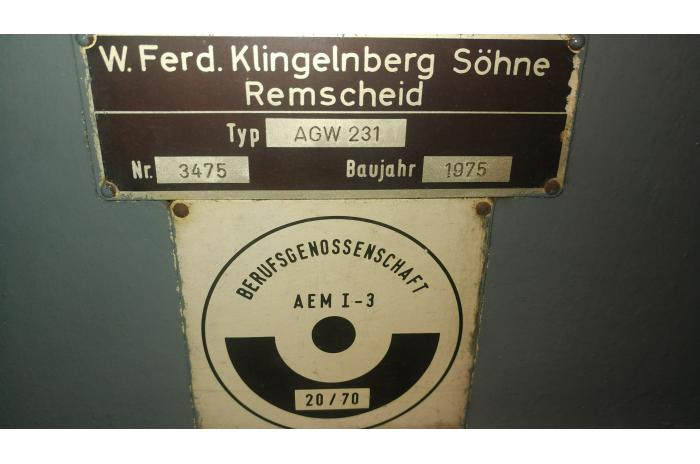 W. Ferd. Klingelnberg Söhne
Remscheid
Typ AGW 231
Nr. 3475 Baujahr 1975
BERUFSGENOSSENSCHAFT
AEM I-3
20/70